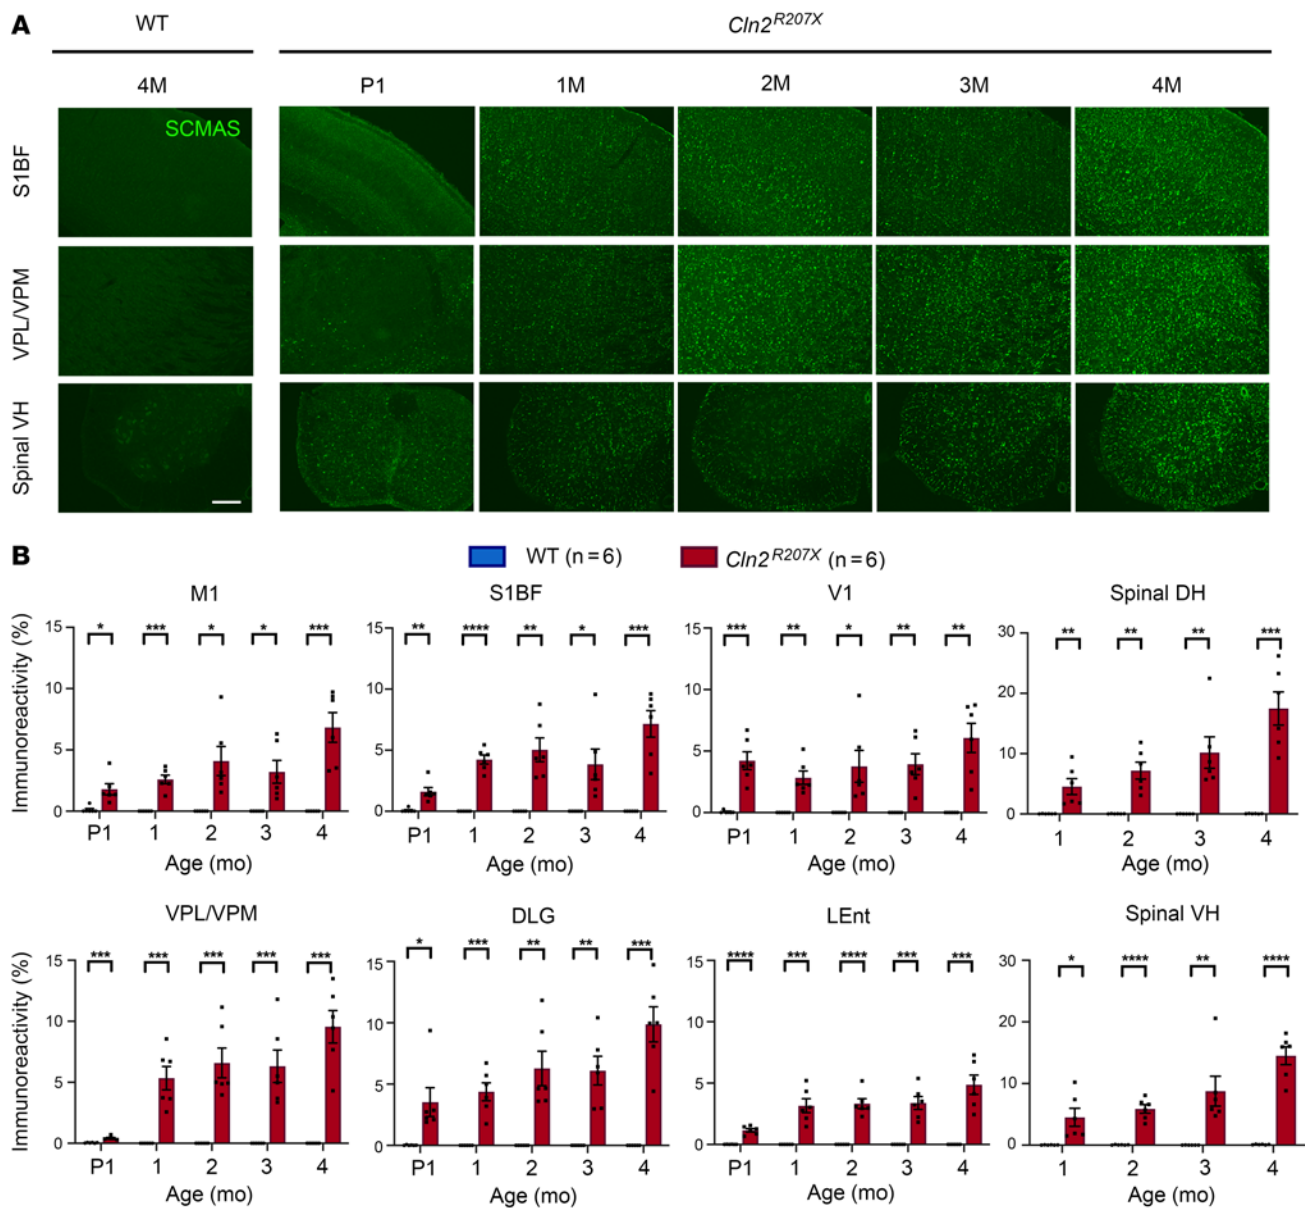 A
WT
Cln2R207X
4M
P1
1M
2M
3M
4M
SCMAS
S1BF
VPL/VPM
Spinal VH
B
WT (n = 6)
Cln2R207X (n = 6)
M1
S1BF
V1
Spinal DH
Immunoreactivity (%)
15
10
5
0
* *** * * ***
P1 1 2 3 4
Age (mo)
15
10
5
0
** **** ** * ***
P1 1 2 3 4
Age (mo)
15
10
5
0
*** ** * ** **
P1 1 2 3 4
Age (mo)
30
20
10
0
** ** ** ***
1 2 3 4
Age (mo)
VPL/VPM
DLG
LEnt
Spinal VH
Immunoreactivity (%)
15
10
5
0
*** *** *** *** ***
P1 1 2 3 4
Age (mo)
15
10
5
0
* *** ** ** ***
P1 1 2 3 4
Age (mo)
15
10
5
0
**** *** **** *** ***
P1 1 2 3 4
Age (mo)
30
20
10
0
* **** ** ****
1 2 3 4
Age (mo)